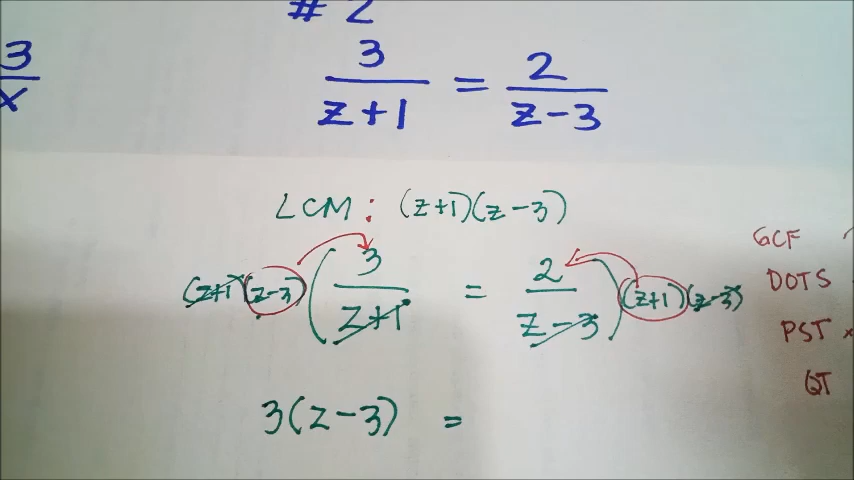 # 2
3/x
3/(z+1) = 2/(z-3)
LCM: (z+1)(z-3)
(z+1)(z-3)(3/(z+1) = 2/(z-3))(z+1)(z-3)
3(z-3) =
GCF
DOTS
PST x
QT